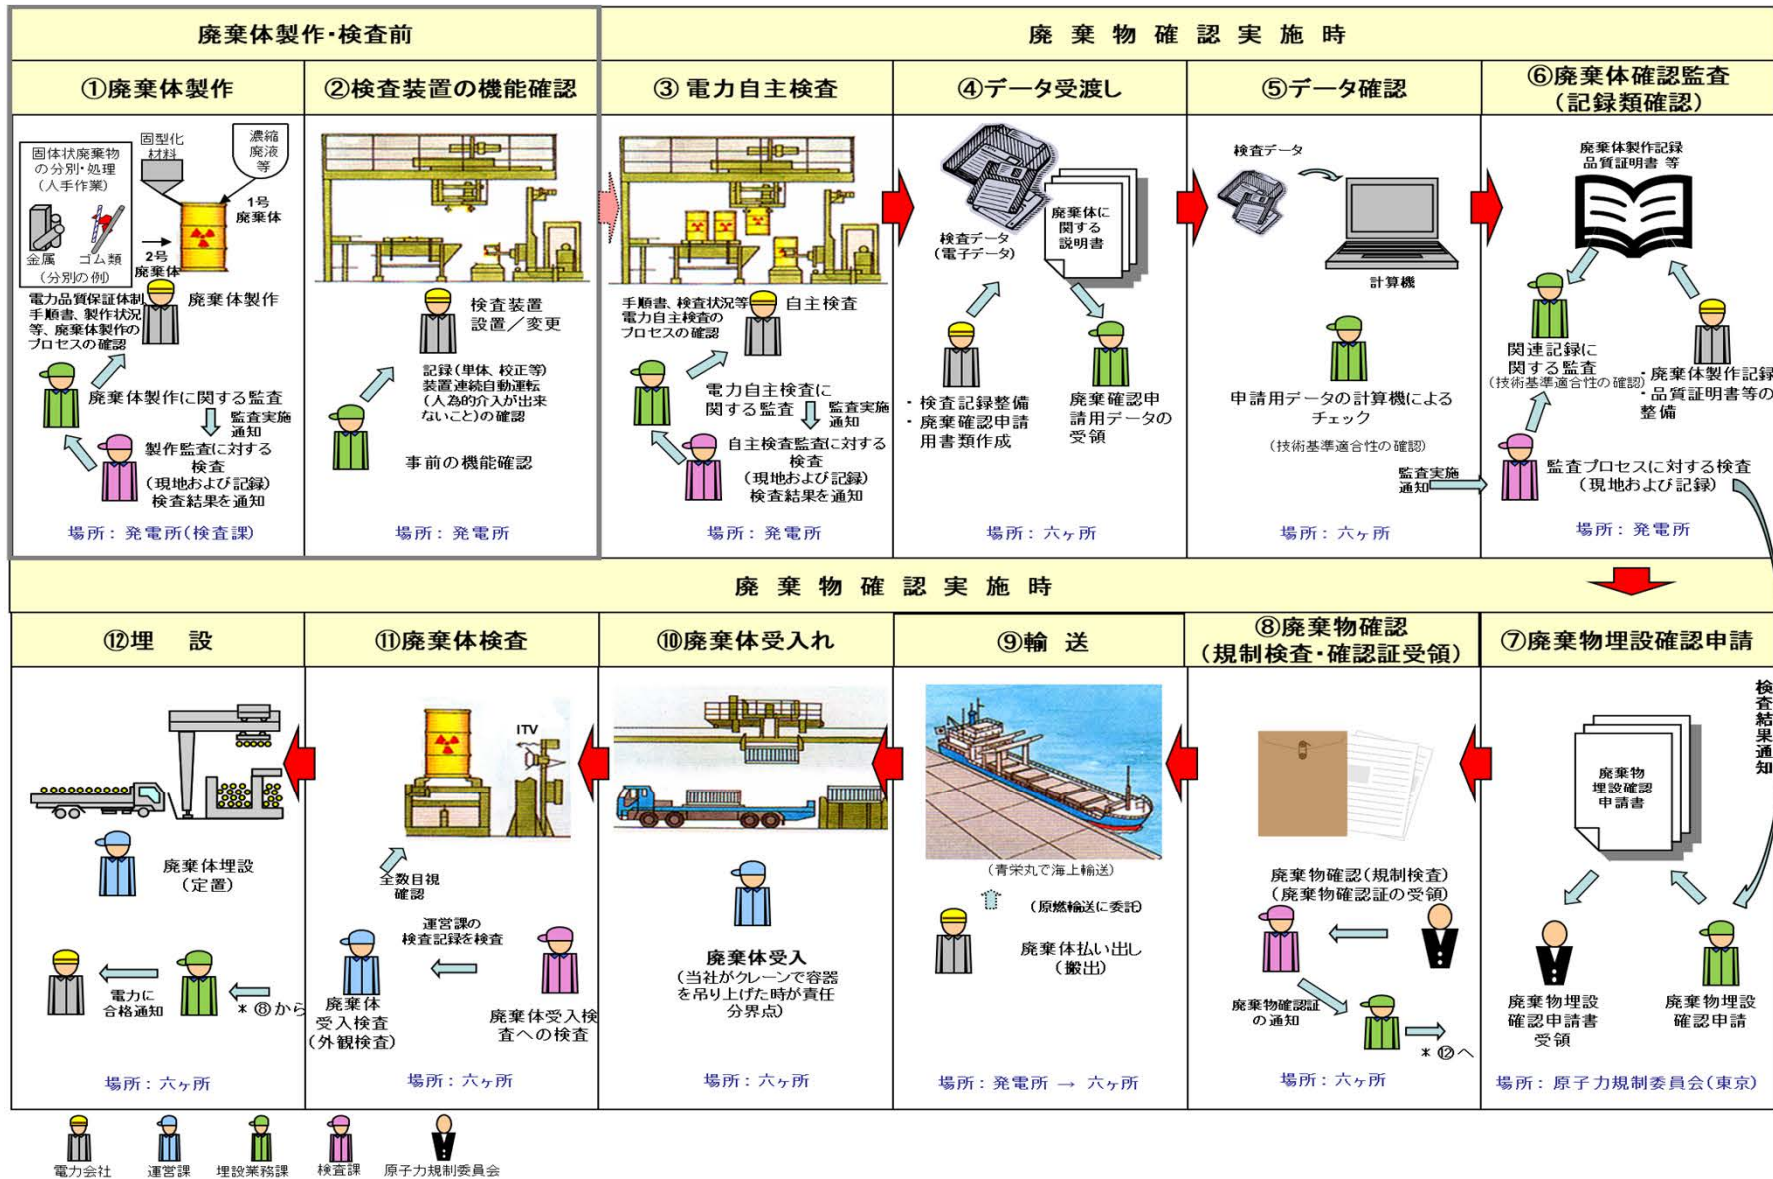 廃棄体製作・検査前
廃棄物確認実施時
①廃棄体製作
②検査装置の機能確認
③電力自主検査
④データ受渡し
⑤データ確認
⑥廃棄体確認監査
(記録類確認)
固体状廃棄物
の分別・処理
(人手作業)
金属
ゴム類
(分別の例)
固型化
材料
濃縮
廃液
等
1号
廃棄体
2号
廃棄体
電力品質保証体制、
手順書、製作状況
等、廃棄体製作の
プロセスの確認
廃棄体製作
廃棄体製作に関する監査
監査実施
通知
製作監査に対する
検査
(現地および記録)
検査結果を通知
場所：発電所(検査課)
検査装置
設置／変更
記録(単体、校正等)
装置連続自動運転
(人為的介入が出来
ないこと)の確認
事前の機能確認
場所：発電所
手順書、検査状況等、
電力自主検査の
プロセスの確認
自主検査
電力自主検査に
関する監査
監査実施
通知
自主検査監査に対する
検査
(現地および記録)
検査結果を通知
場所：発電所
検査データ
(電子データ)
廃棄体に
関する
説明書
・検査記録整備
・廃棄確認申請
用書類作成
廃棄確認申
請用データの
受領
場所：六ヶ所
検査データ
計算機
申請用データの計算機による
チェック
(技術基準適合性の確認)
場所：六ヶ所
廃棄体製作記録
品質証明書 等
関連記録に
関する監査
(技術基準適合性の確認)
・廃棄体製作記録
・品質証明書等の
整備
監査実施
通知
監査プロセスに対する検査
(現地および記録)
場所：発電所
廃棄物確認実施時
⑫埋設
⑪廃棄体検査
⑩廃棄体受入れ
⑨輸送
⑧廃棄物確認
(規制検査・確認証受領)
⑦廃棄物埋設確認申請
廃棄体埋設
(定置)
電力に
合格通知
＊⑧から
場所：六ヶ所
ITV
全数目視
確認
運営課の
検査記録を検査
廃棄体
受入検査
(外観検査)
廃棄体受入検
査への検査
場所：六ヶ所
廃棄体受入
(当社がクレーンで容器
を吊り上げた時が責任
分界点)
場所：六ヶ所
(青栄丸で海上輸送)
(原燃輸送に委託)
廃棄体払い出し
(搬出)
場所：発電所 → 六ヶ所
廃棄物確認(規制検査)
(廃棄物確認証の受領)
廃棄物確認証
の通知
＊⑫へ
場所：六ヶ所
廃棄物
埋設確認
申請書
検査結果通知
廃棄物埋設
確認申請書
受領
廃棄物埋設
確認申請
場所：原子力規制委員会(東京)
電力会社
運営課
埋設業務課
検査課
原子力規制委員会